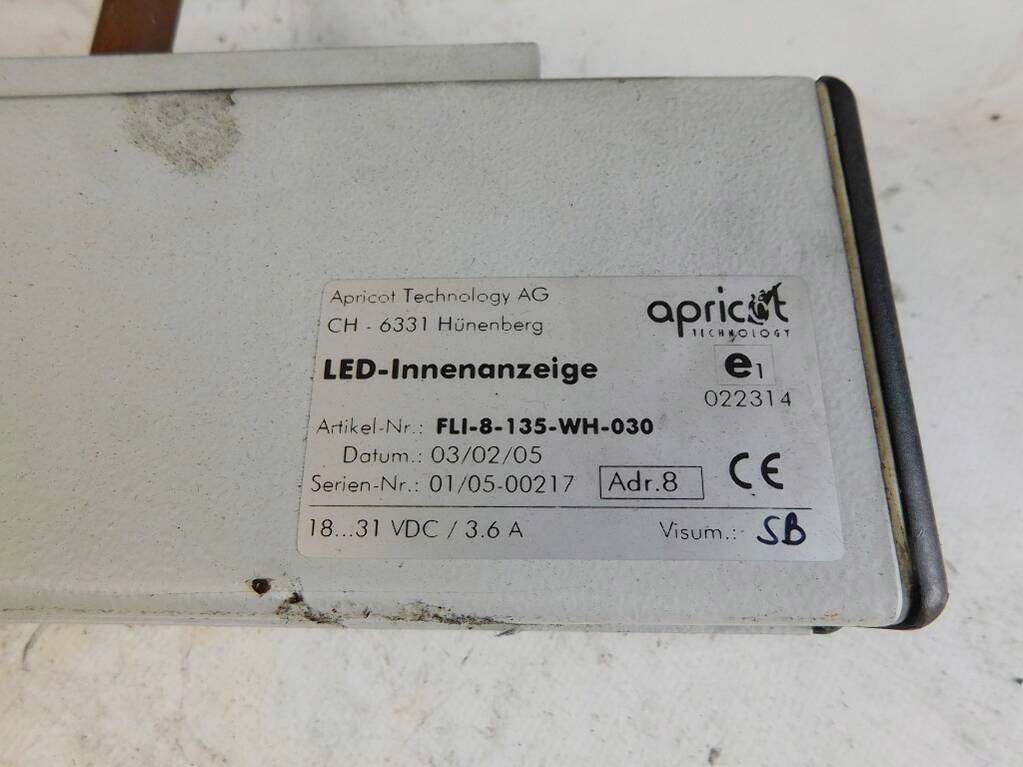 Apricot Technology AG
CH - 6331 Hünenberg
apricot
TECHNOLOGY
LED-Innenanzeige
e1
022314
Artikel-Nr.: FLI-8-135-WH-030
Datum.: 03/02/05
Serien-Nr.: 01/05-00217
Adr.8
CE
18...31 VDC / 3.6 A
Visum.: SB